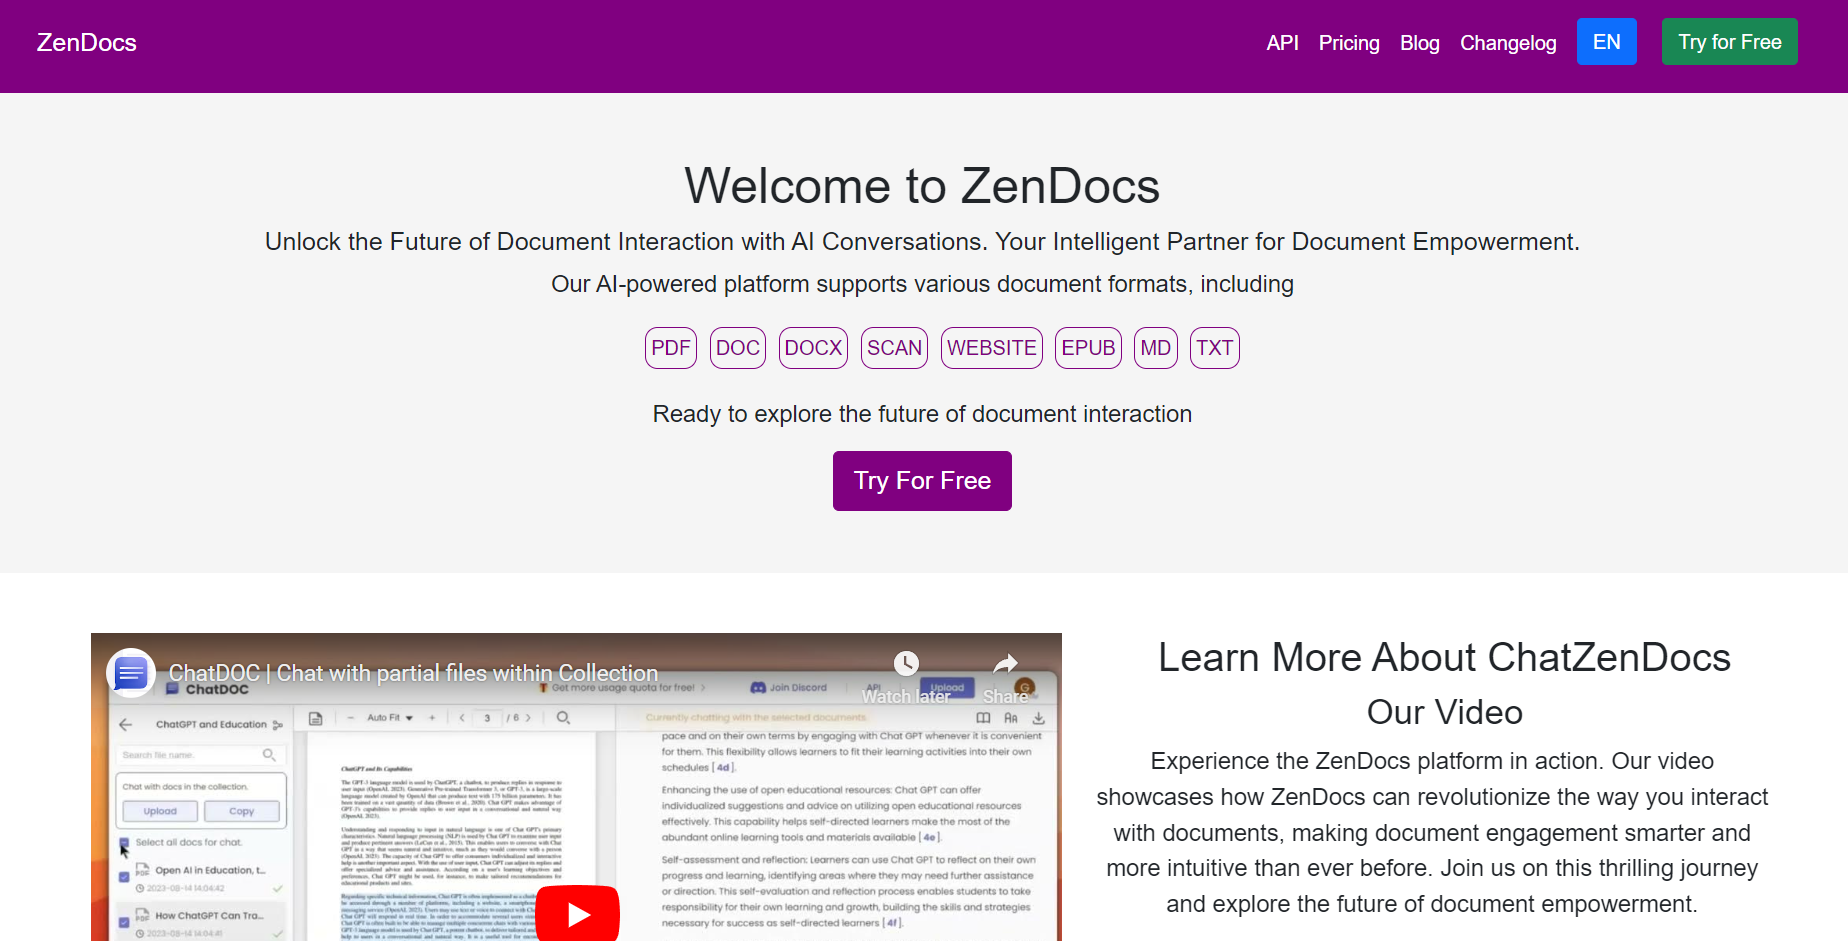 ZenDocs
API Pricing Blog Changelog EN Try for Free
Welcome to ZenDocs
Unlock the Future of Document Interaction with AI Conversations. Your Intelligent Partner for Document Empowerment.
Our AI-powered platform supports various document formats, including
PDF DOC DOCX SCAN WEBSITE EPUB MD TXT
Ready to explore the future of document interaction
Try For Free
ChatDOC | Chat with partial files within Collection
Watch later Share
ChatDOC
Get more usage quota for free!
Join Discord
API
Upload
G
ChatGPT and Education
Auto Fit
3 / 6
Currently chatting with the selected documents.
Search file name.
Chat with docs in the collection.
Upload Copy
Select all docs for chat.
PDF
Open AI in Education, t...
2023-08-14 14:04:42
PDF
How ChatGPT Can Tra...
2023-08-14 14:04:41
ChatGPT and Its Capabilities
pace and on their own terms by engaging with Chat GPT whenever it is convenient
for them. This flexibility allows learners to fit their learning activities into their own
schedules [ 4d ].
Enhancing the use of open educational resources: Chat GPT can offer
individualized suggestions and advice on utilizing open educational resources
effectively. This capability helps self-directed learners make the most of the
abundant online learning tools and materials available [ 4e ].
Self-assessment and reflection: Learners can use Chat GPT to reflect on their own
progress and learning, identifying areas where they may need further assistance
or direction. This self-evaluation and reflection process enables students to take
responsibility for their own learning and growth, building the skills and strategies
necessary for success as self-directed learners [ 4f ].
Learn More About ChatZenDocs
Our Video
Experience the ZenDocs platform in action. Our video
showcases how ZenDocs can revolutionize the way you interact
with documents, making document engagement smarter and
more intuitive than ever before. Join us on this thrilling journey
and explore the future of document empowerment.